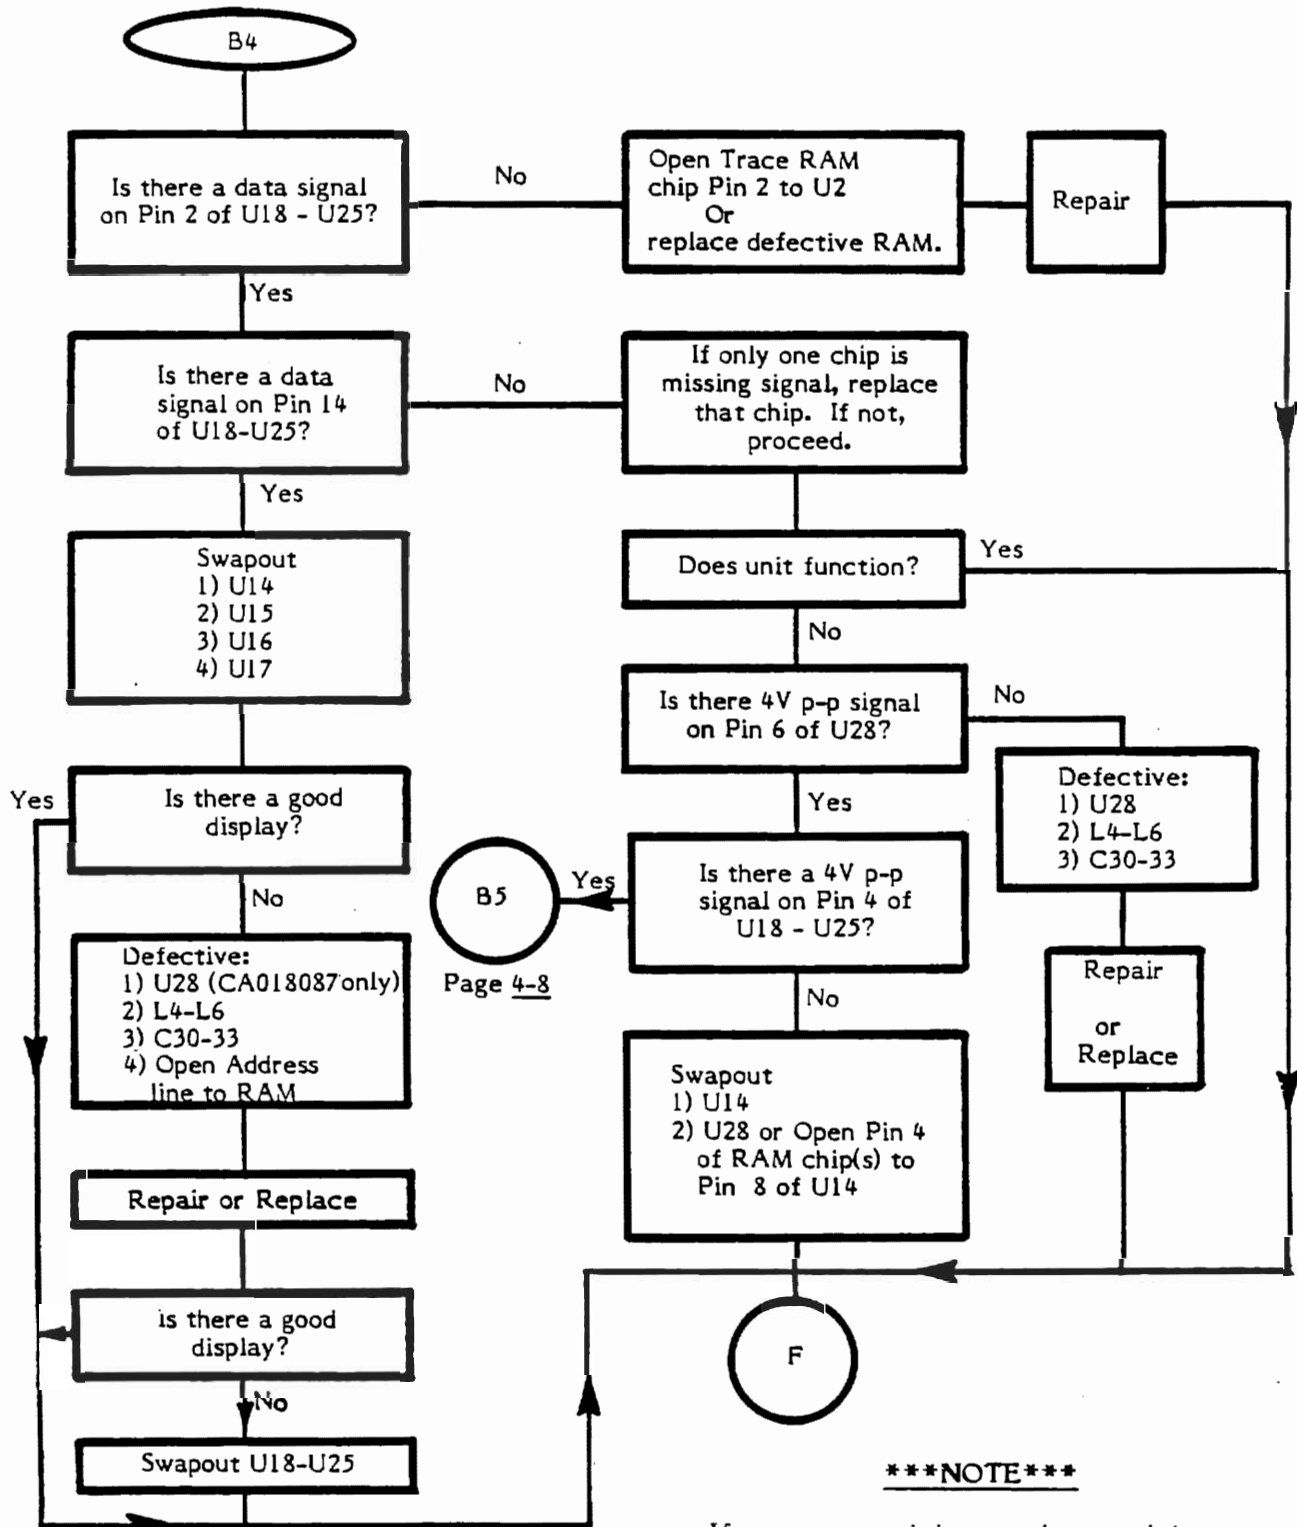 B4
Is there a data signal
on Pin 2 of U18 - U25?
No
Open Trace RAM
chip Pin 2 to U2
Or
replace defective RAM.
Repair
Yes
Is there a data
signal on Pin 14
of U18-U25?
No
If only one chip is
missing signal, replace
that chip. If not,
proceed.
Yes
Swapout
1) U14
2) U15
3) U16
4) U17
Does unit function?
Yes
No
Is there 4V p-p signal
on Pin 6 of U28?
No
Defective:
1) U28
2) L4-L6
3) C30-33
Yes
Is there a good
display?
Yes
Is there a 4V p-p
signal on Pin 4 of
U18 - U25?
Yes
B5
Page 4-8
No
Defective:
1) U28 (CA018087 only)
2) L4-L6
3) C30-33
4) Open Address
line to RAM
Repair
or
Replace
No
Swapout
1) U14
2) U28 or Open Pin 4
of RAM chip(s) to
Pin 8 of U14
Repair or Replace
is there a good
display?
F
No
Swapout U18-U25
***NOTE***